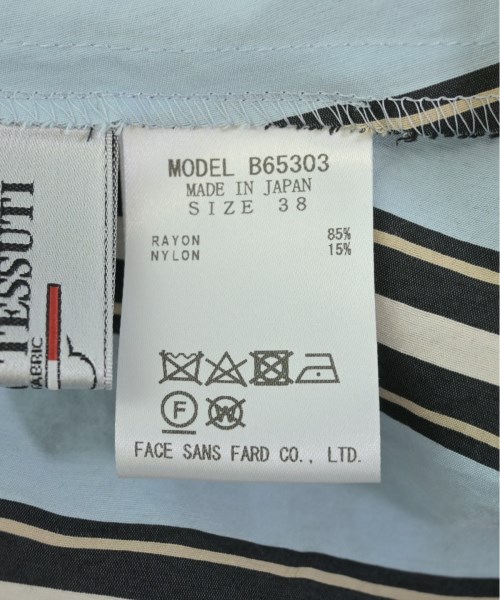 MODEL B65303
MADE IN JAPAN
SIZE 38
RAYON 85%
NYLON 15%
F W
FACE SANS FARD CO., LTD.
TESSUTI
FABRIC